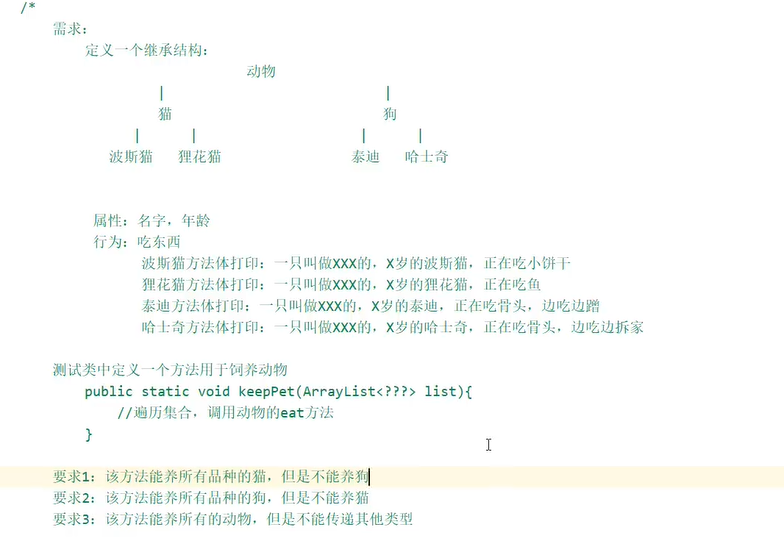 /*
需求：
定义一个继承结构：
动物
|    |
猫    狗
|    |    |    |
波斯猫    狸花猫    泰迪    哈士奇
属性：名字，年龄
行为：吃东西
波斯猫方法体打印：一只叫做XXX的，X岁的波斯猫，正在吃小饼干
狸花猫方法体打印：一只叫做XXX的，X岁的狸花猫，正在吃鱼
泰迪方法体打印：一只叫做XXX的，X岁的泰迪，正在吃骨头，边吃边蹭
哈士奇方法体打印：一只叫做XXX的，X岁的哈士奇，正在吃骨头，边吃边拆家
测试类中定义一个方法用于饲养动物
public static void keepPet(ArrayList<???> list){
//遍历集合，调用动物的eat方法
}
要求1：该方法能养所有品种的猫，但是不能养狗
要求2：该方法能养所有品种的狗，但是不能养猫
要求3：该方法能养所有的动物，但是不能传递其他类型